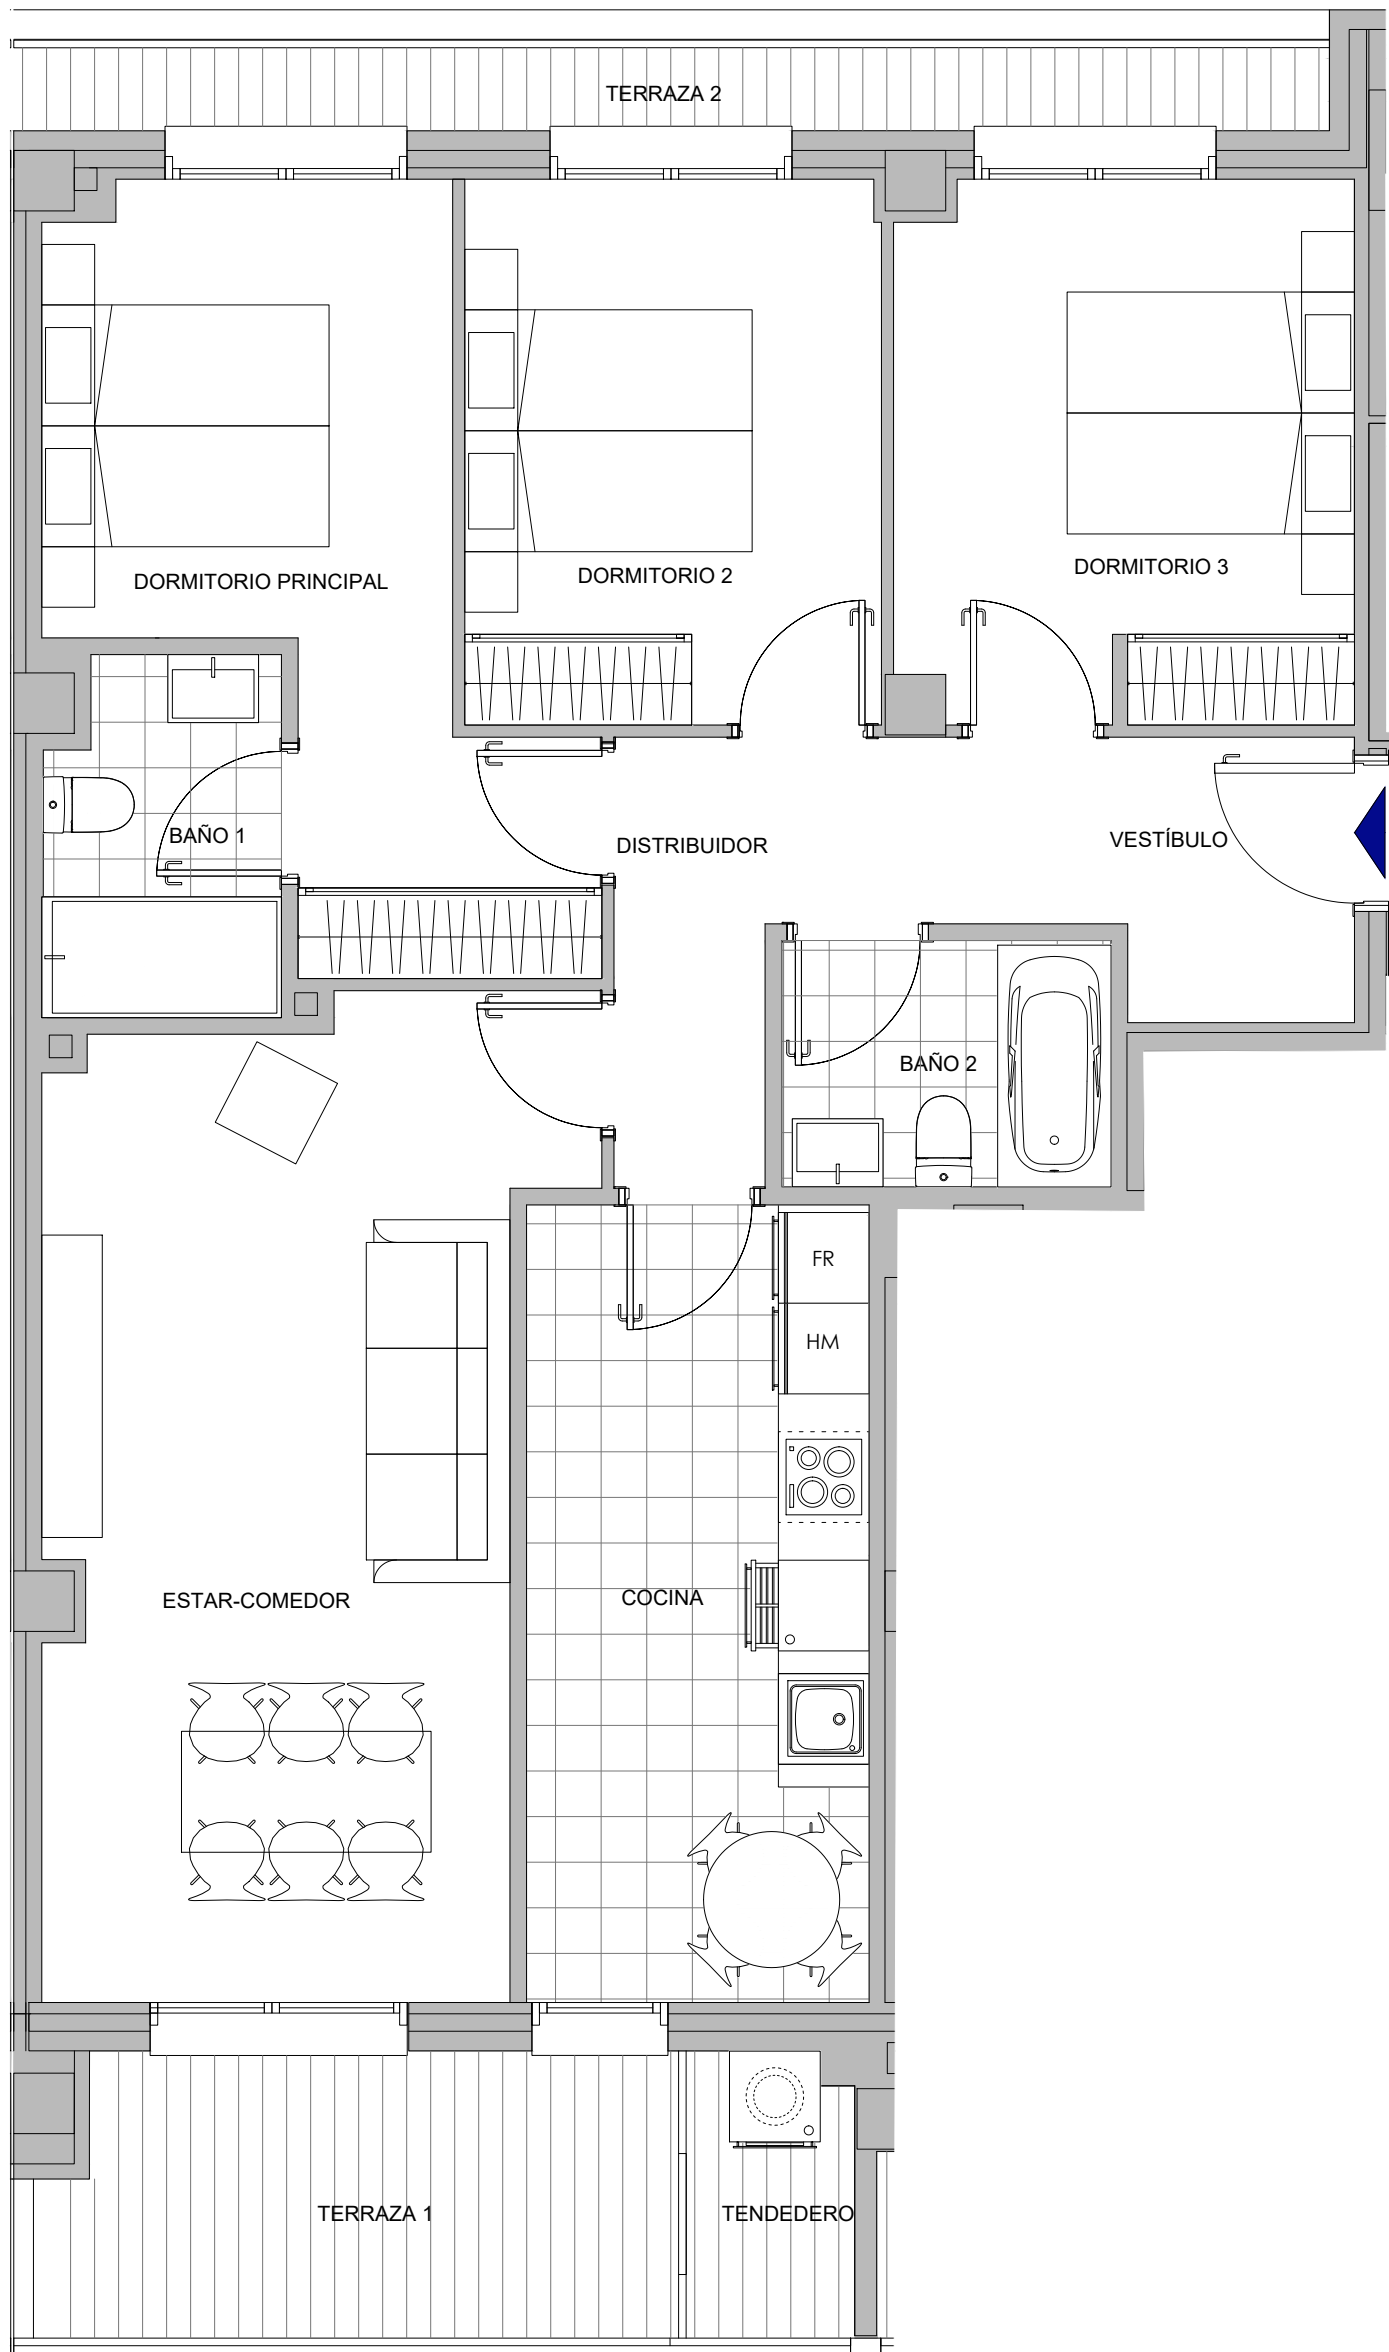 TERRAZA 2
DORMITORIO PRINCIPAL
DORMITORIO 2
DORMITORIO 3
BAÑO 1
DISTRIBUIDOR
VESTÍBULO
BAÑO 2
FR
HM
ESTAR-COMEDOR
COCINA
TERRAZA 1
TENDEDERO